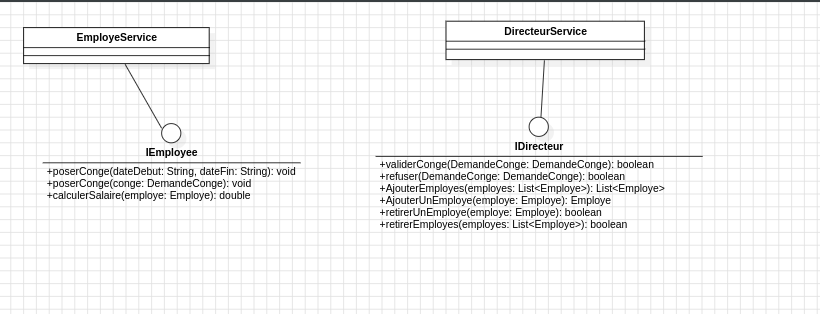 EmployeService
IEmployee
+poserConge(dateDebut: String, dateFin: String): void
+poserConge(conge: DemandeConge): void
+calculerSalaire(employe: Employe): double
DirecteurService
IDirecteur
+validerConge(DemandeConge: DemandeConge): boolean
+refuser(DemandeConge: DemandeConge): boolean
+AjouterEmployes(employes: List<Employe>): List<Employe>
+AjouterUnEmploye(employe: Employe): Employe
+retirerUnEmploye(employe: Employe): boolean
+retirerEmployes(employes: List<Employe>): boolean